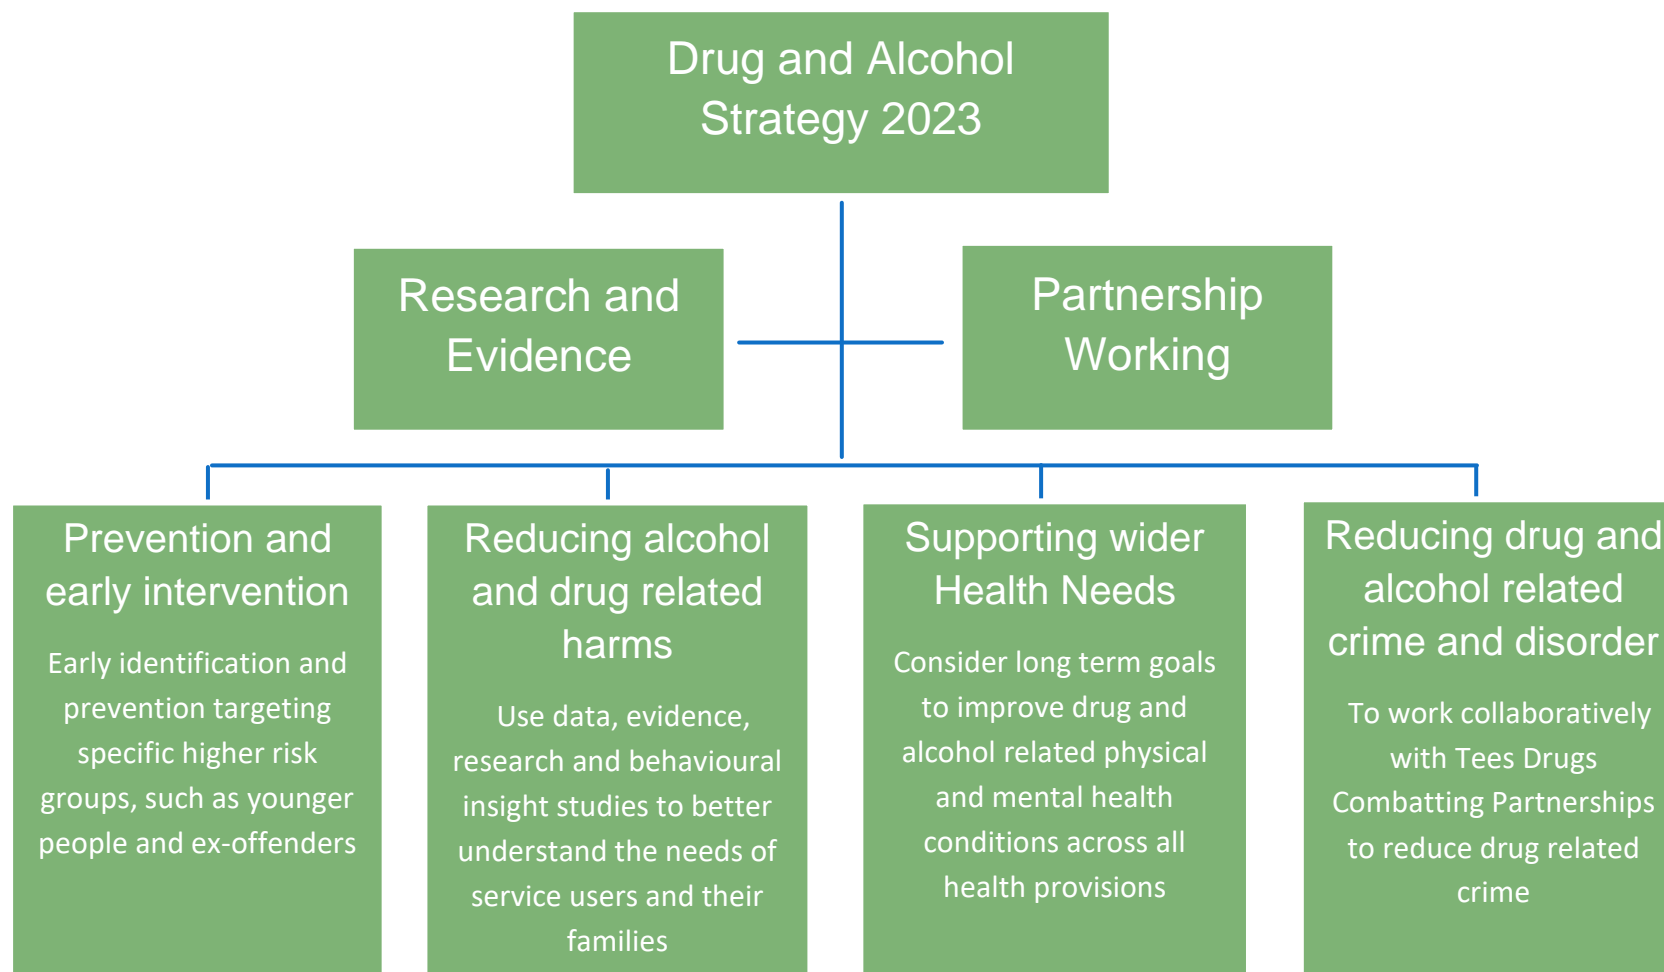 Drug and Alcohol
Strategy 2023
Research and
Evidence
Partnership
Working
Prevention and
early intervention
Early identification and
prevention targeting
specific higher risk
groups, such as younger
people and ex-offenders
Reducing alcohol
and drug related
harms
Use data, evidence,
research and behavioural
insight studies to better
understand the needs of
service users and their
families
Supporting wider
Health Needs
Consider long term goals
to improve drug and
alcohol related physical
and mental health
conditions across all
health provisions
Reducing drug and
alcohol related
crime and disorder
To work collaboratively
with Tees Drugs
Combatting Partnerships
to reduce drug related
crime